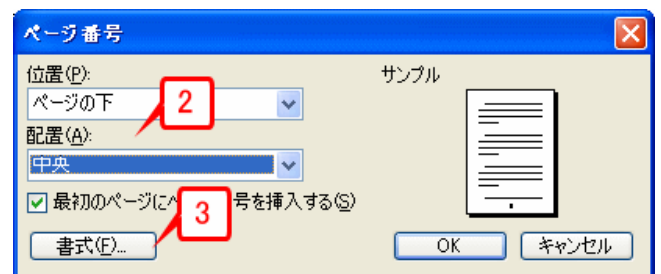 ページ番号
位置(P):
サンプル
ページの下
2
配置(A):
中央
最初のページにペ 号を挿入する(S)
3
書式(F)...
OK
キャンセル